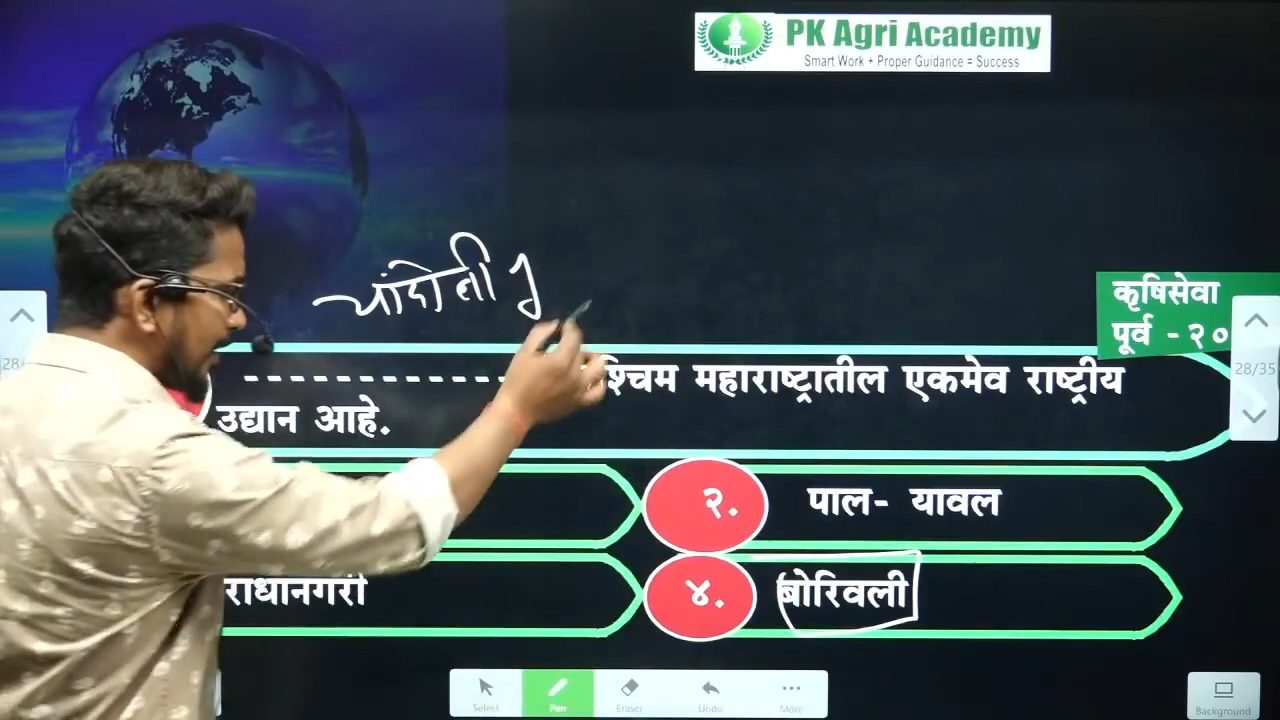 PK Agri Academy
Smart Work + Proper Guidance = Success
चांदोली
कृषिसेवा
पूर्व - २०
28/35
श्चिम महाराष्ट्रातील एकमेव राष्ट्रीय
उद्यान आहे.
२. पाल- यावल
राधानगरी
४. बोरिवली
Select
Pen
Eraser
Undo
More
Background